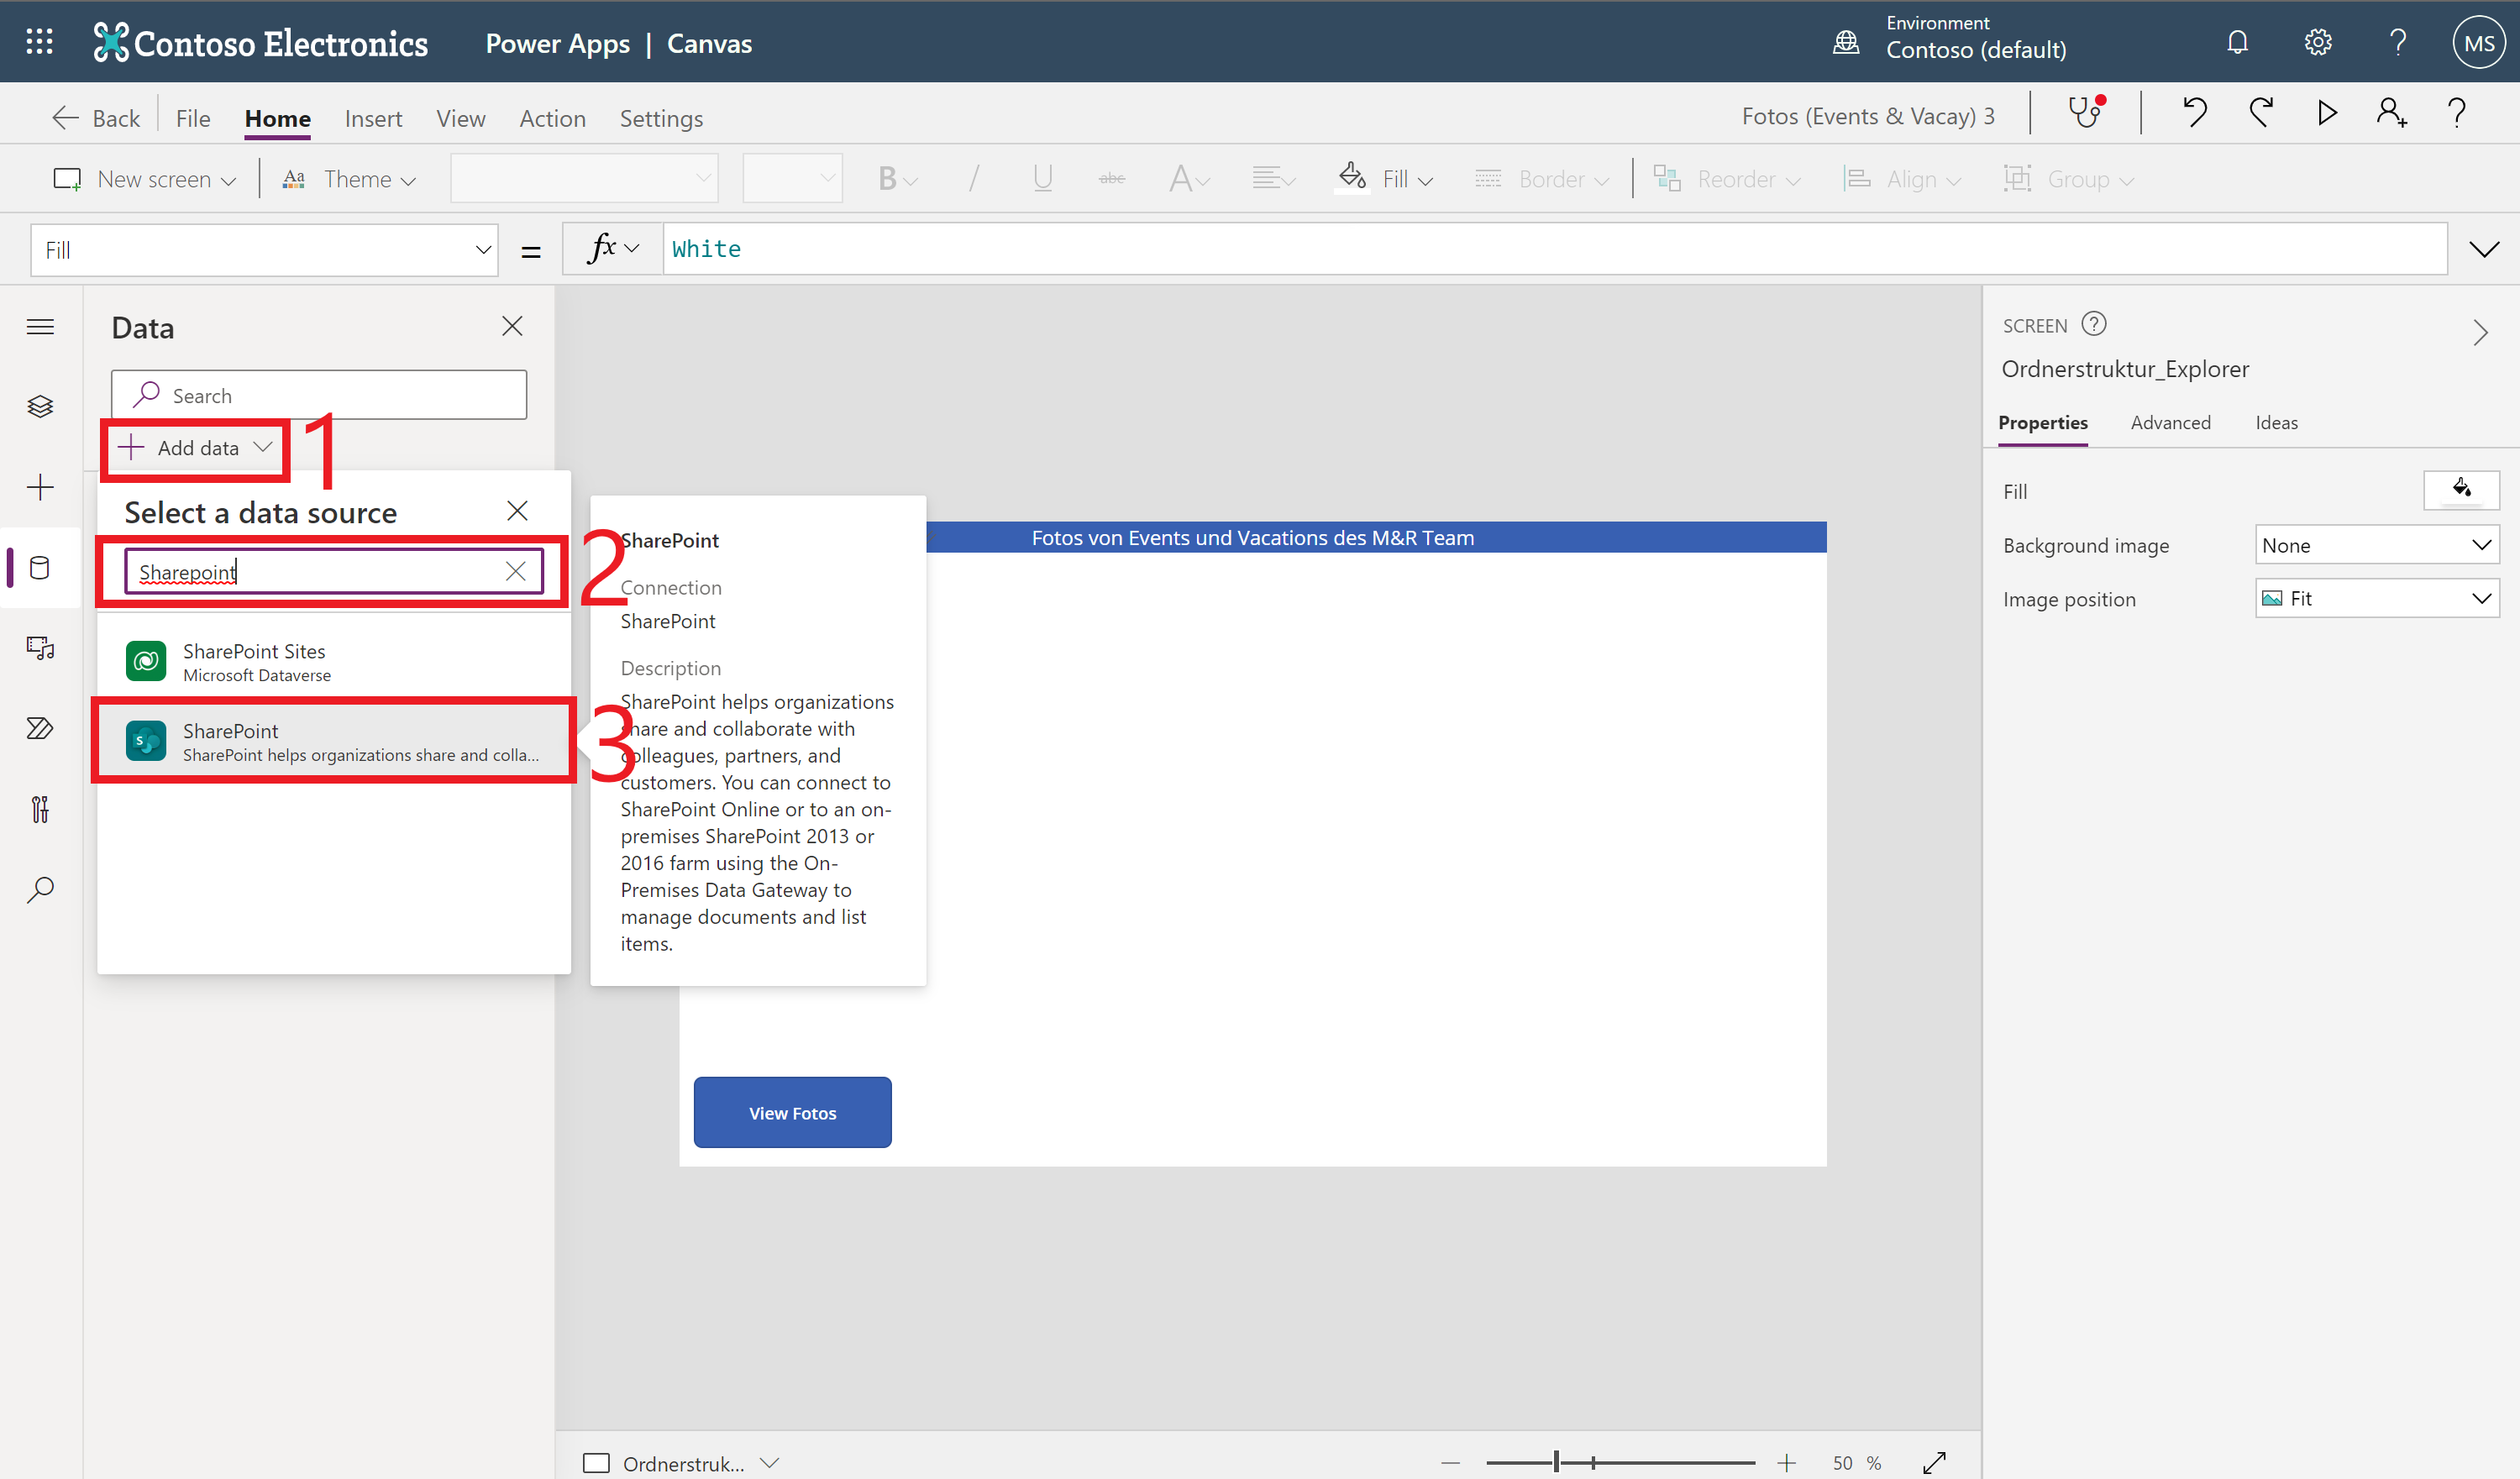 Contoso Electronics
Power Apps | Canvas
Environment
Contoso (default)
MS
Back
File
Home
Insert
View
Action
Settings
Fotos (Events & Vacay) 3
New screen
Theme
B
/
U
abc
A
Fill
Border
Reorder
Align
Group
Fill
=
fx
White
Data
Search
Add data
1
Select a data source
Sharepoint
2
SharePoint Sites
Microsoft Dataverse
SharePoint
SharePoint helps organizations share and colla...
3
SharePoint
Connection
SharePoint
Description
SharePoint helps organizations
share and collaborate with
colleagues, partners, and
customers. You can connect to
SharePoint Online or to an on-
premises SharePoint 2013 or
2016 farm using the On-
Premises Data Gateway to
manage documents and list
items.
Fotos von Events und Vacations des M&R Team
View Fotos
SCREEN
Ordnerstruktur_Explorer
Properties
Advanced
Ideas
Fill
Background image
None
Image position
Fit
Ordnerstruk...
50 %